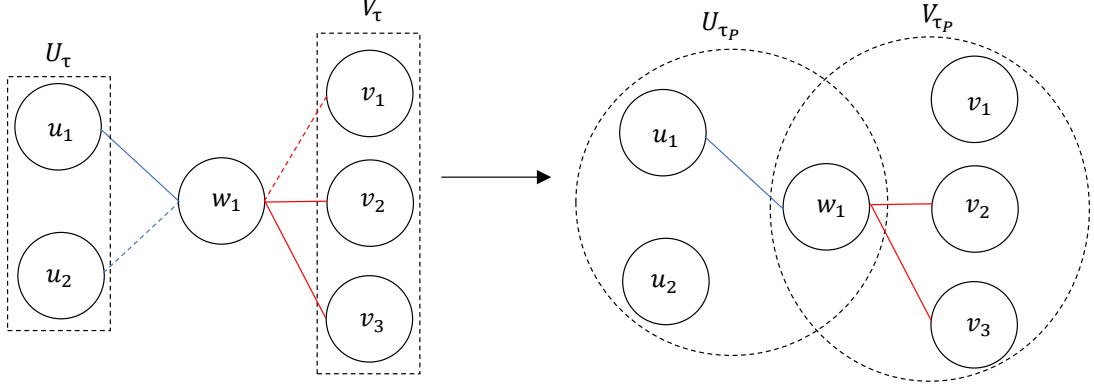 U_τ
V_τ
u_1
u_2
w_1
v_1
v_2
v_3
U_{τ_P}
V_{τ_P}
u_1
u_2
w_1
v_1
v_2
v_3